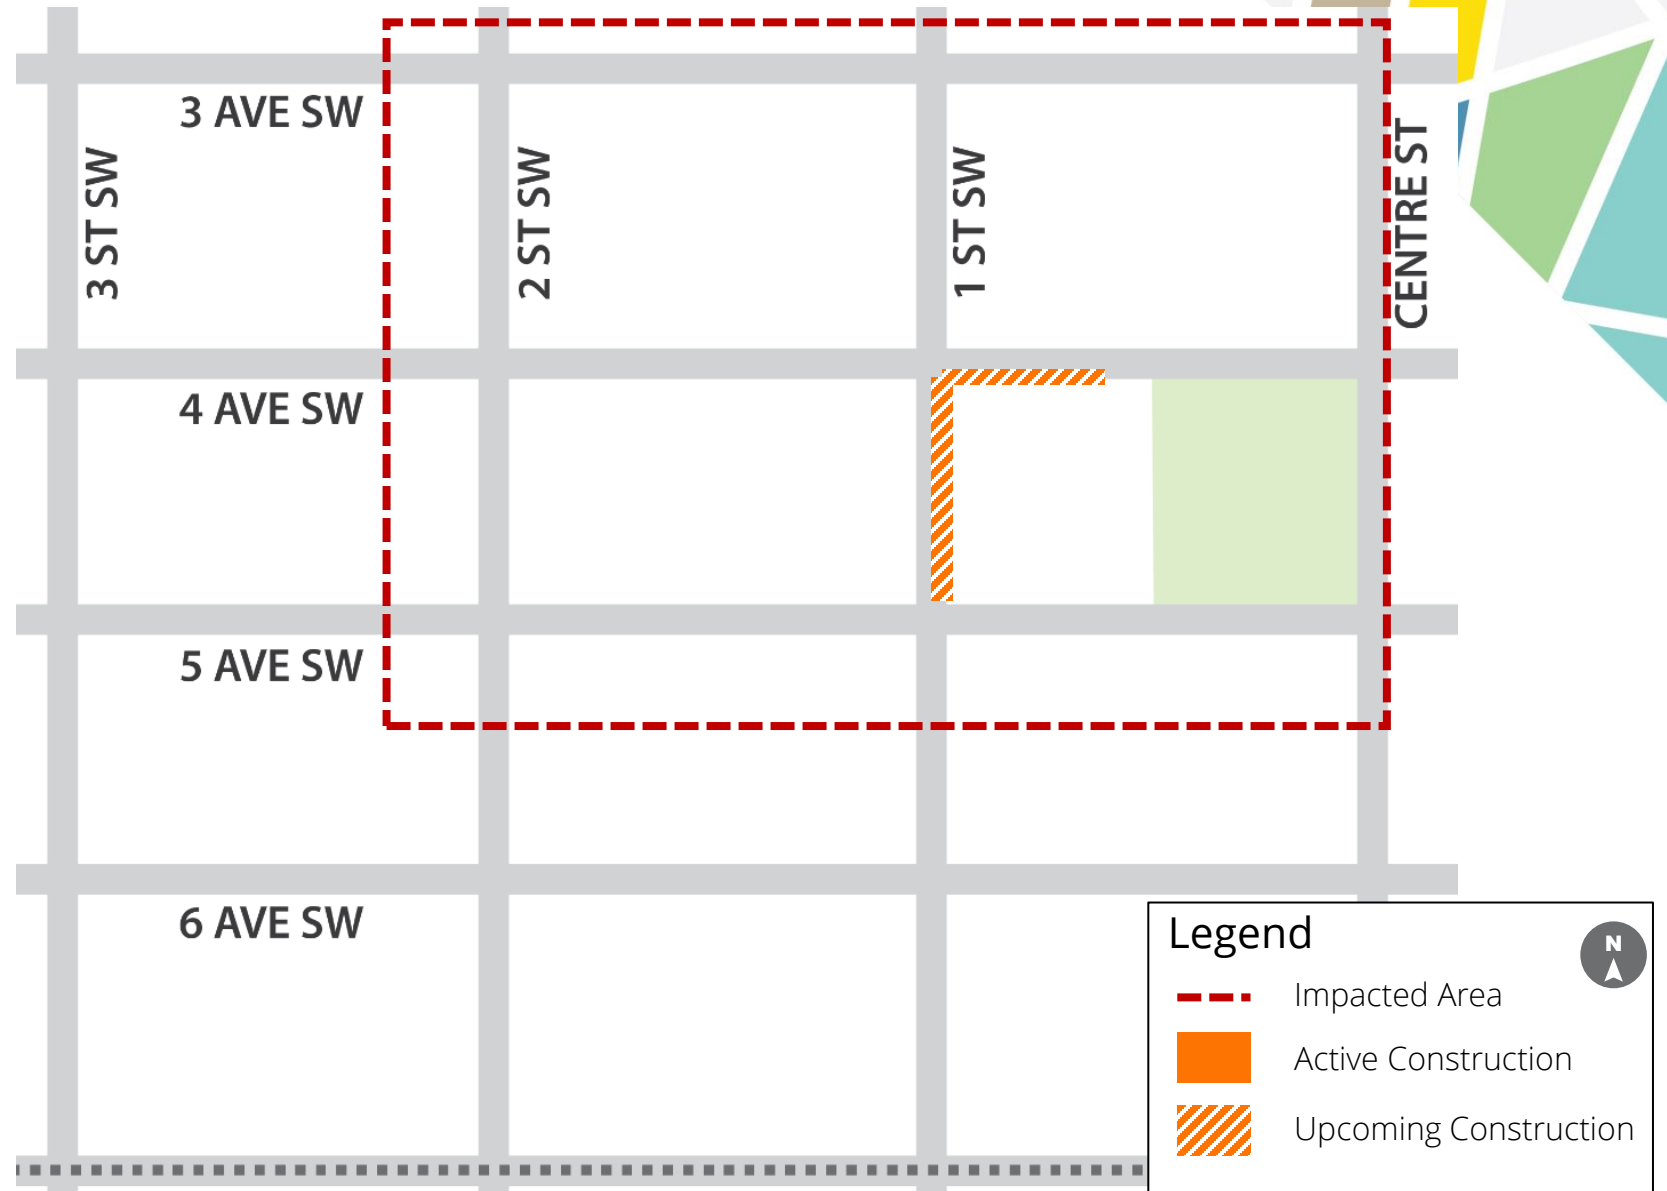 3 AVE SW
3 ST SW
2 ST SW
1 ST SW
CENTRE ST
4 AVE SW
5 AVE SW
6 AVE SW
Legend
N
Impacted Area
Active Construction
Upcoming Construction